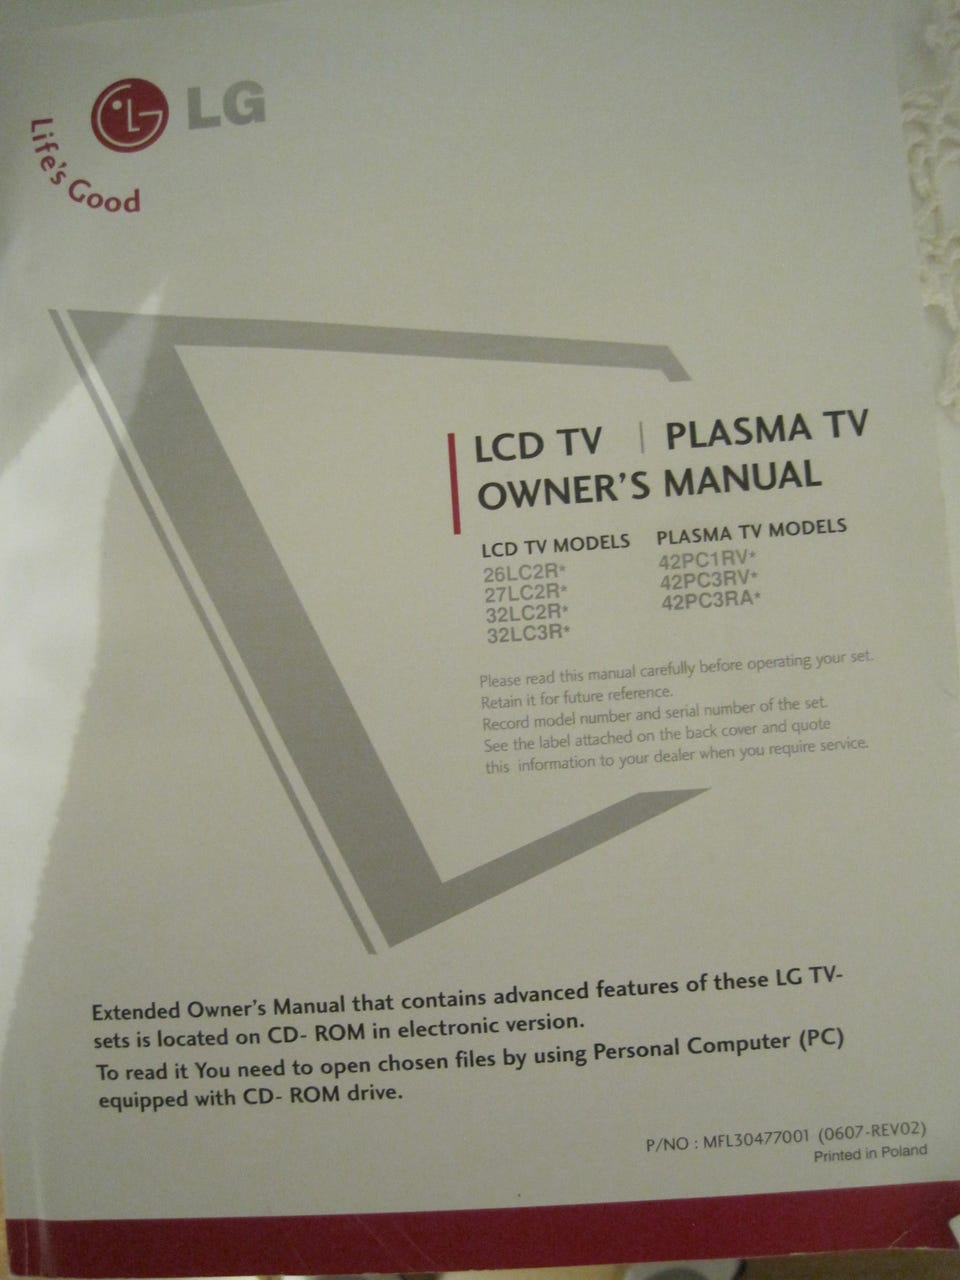 LG
Life's Good
LCD TV | PLASMA TV
OWNER'S MANUAL
LCD TV MODELS
26LC2R*
27LC2R*
32LC2R*
32LC3R*
PLASMA TV MODELS
42PC1RV*
42PC3RV*
42PC3RA*
Please read this manual carefully before operating your set.
Retain it for future reference.
Record model number and serial number of the set.
See the label attached on the back cover and quote
this information to your dealer when you require service.
Extended Owner's Manual that contains advanced features of these LG TV-
sets is located on CD- ROM in electronic version.
To read it You need to open chosen files by using Personal Computer (PC)
equipped with CD- ROM drive.
P/NO : MFL30477001 (0607-REV02)
Printed in Poland